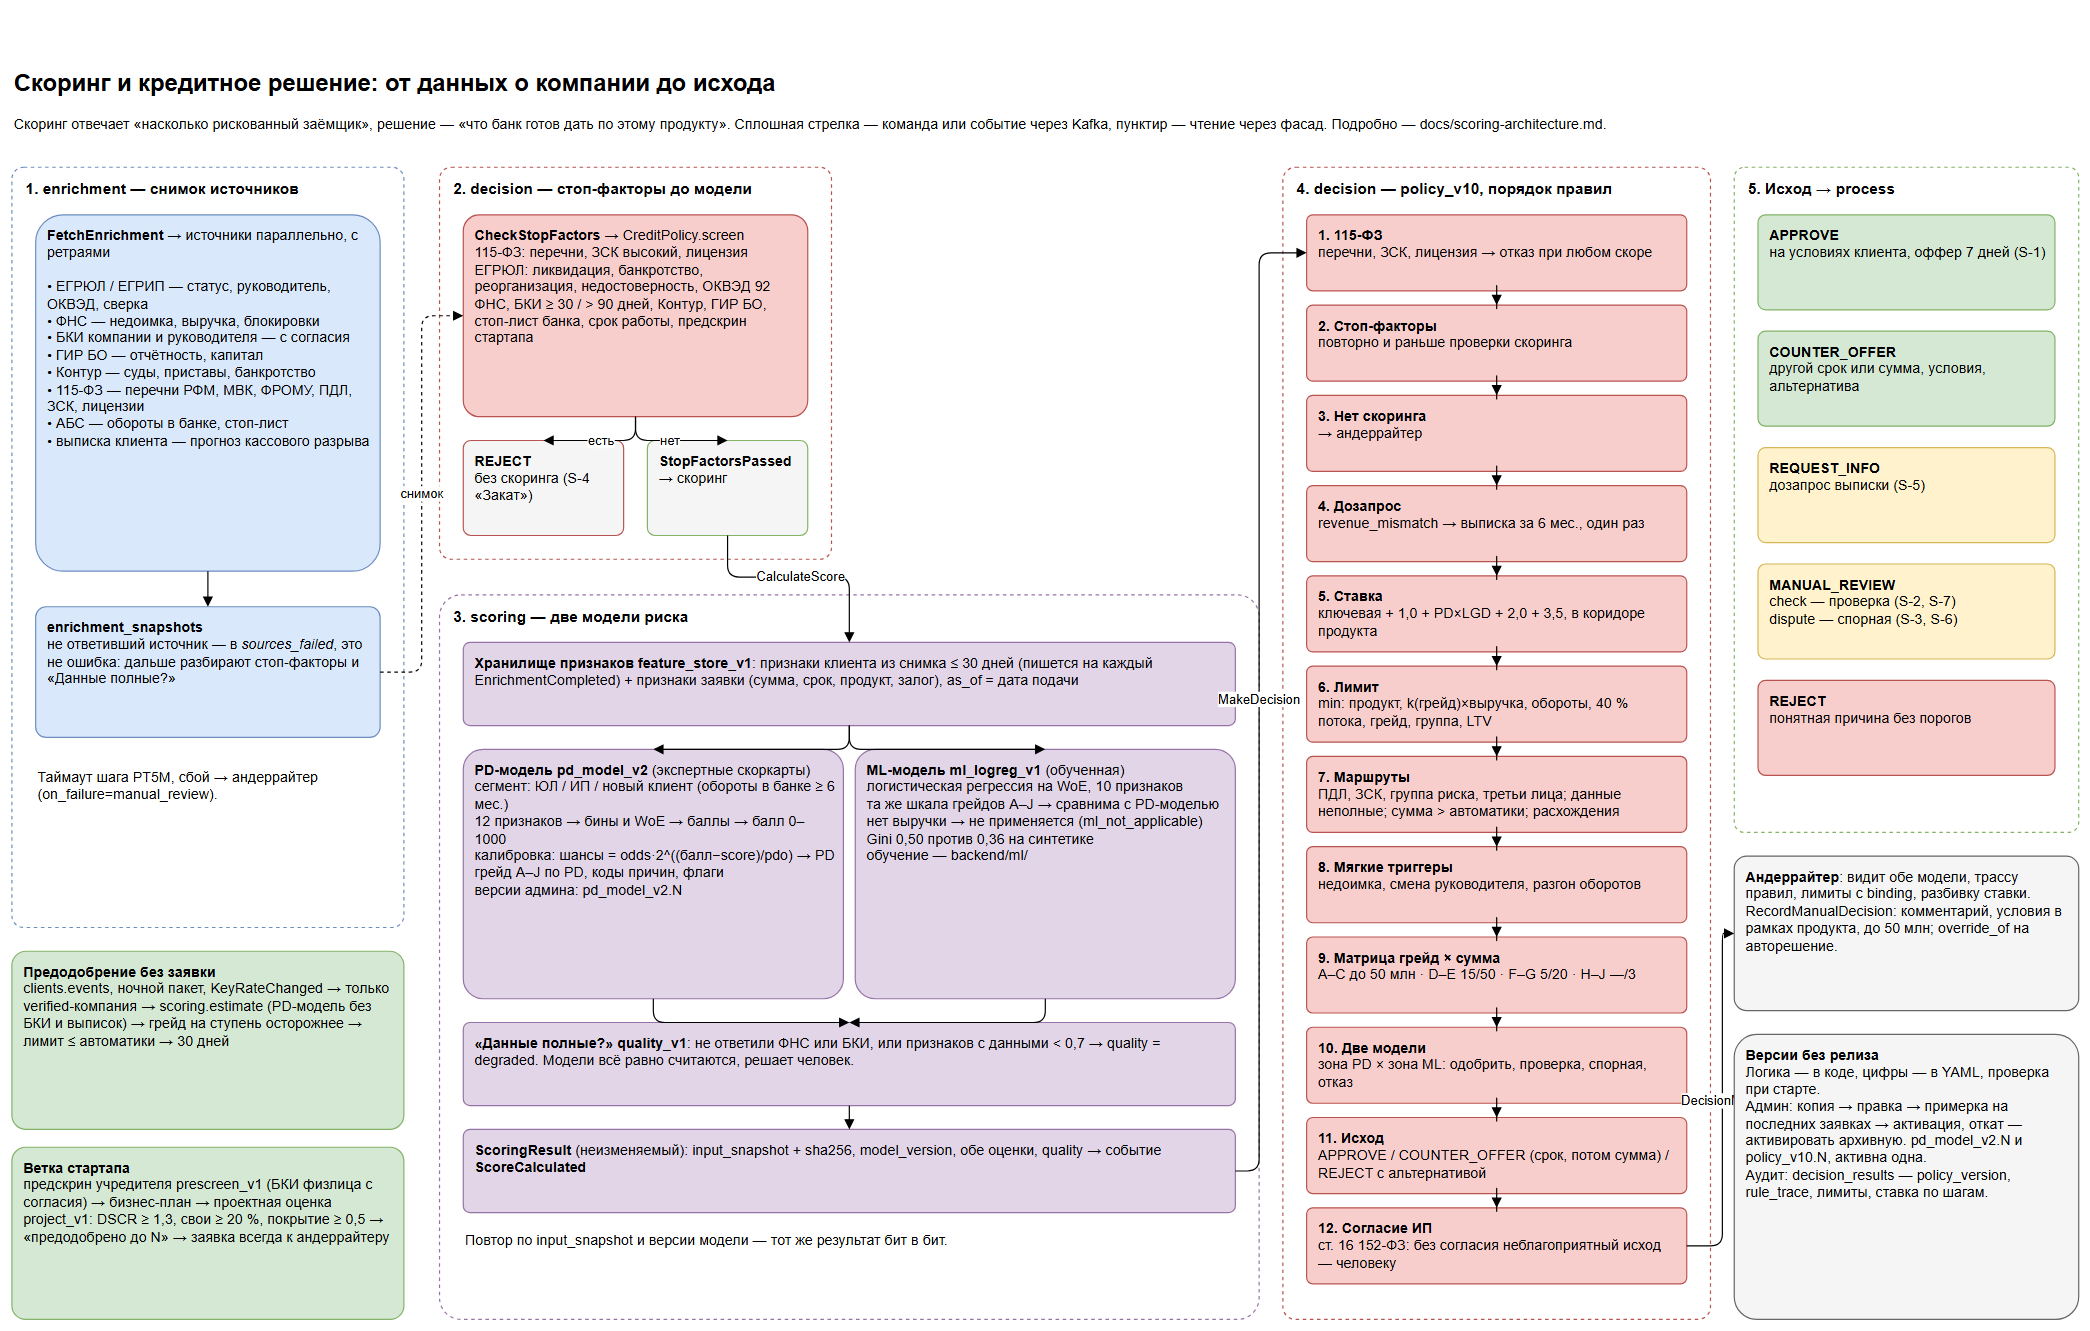 Скоринг и кредитное решение: от данных о компании до исхода
Скоринг отвечает «насколько рискованный заёмщик», решение — «что банк готов дать по этому продукту». Сплошная стрелка — команда или событие через Kafka, пунктир — чтение через фасад. Подробно — docs/scoring-architecture.md.
1. enrichment — снимок источников
FetchEnrichment → источники параллельно, с
ретраями
• ЕГРЮЛ / ЕГРИП — статус, руководитель,
ОКВЭД, сверка
• ФНС — недоимка, выручка, блокировки
• БКИ компании и руководителя — с согласия
• ГИР БО — отчётность, капитал
• Контур — суды, приставы, банкротство
• 115-ФЗ — перечни РФМ, МВК, ФРОМУ, ПДЛ,
ЗСК, лицензии
• АБС — обороты в банке, стоп-лист
• выписка клиента — прогноз кассового разрыва
enrichment_snapshots
не ответивший источник — в sources_failed, это
не ошибка: дальше разбирают стоп-факторы и
«Данные полные?»
Таймаут шага PT5M, сбой → андеррайтер
(on_failure=manual_review).
снимок
Предодобрение без заявки
clients.events, ночной пакет, KeyRateChanged → только
verified-компания → scoring.estimate (PD-модель без
БКИ и выписок) → грейд на ступень осторожнее →
лимит ≤ автоматики → 30 дней
Ветка стартапа
предскрин учредителя prescreen_v1 (БКИ физлица с
согласия) → бизнес-план → проектная оценка
project_v1: DSCR ≥ 1,3, свои ≥ 20 %, покрытие ≥ 0,5 →
«предодобрено до N» → заявка всегда к андеррайтеру
2. decision — стоп-факторы до модели
CheckStopFactors → CreditPolicy.screen
115-ФЗ: перечни, ЗСК высокий, лицензия
ЕГРЮЛ: ликвидация, банкротство,
реорганизация, недостоверность, ОКВЭД 92
ФНС, БКИ ≥ 30 / > 90 дней, Контур, ГИР БО,
стоп-лист банка, срок работы, предскрин
стартапа
есть
нет
REJECT
без скоринга (S-4
«Закат»)
StopFactorsPassed
→ скоринг
CalculateScore
3. scoring — две модели риска
Хранилище признаков feature_store_v1: признаки клиента из снимка ≤ 30 дней (пишется на каждый
EnrichmentCompleted) + признаки заявки (сумма, срок, продукт, залог), as_of = дата подачи
PD-модель pd_model_v2 (экспертные скоркарты)
сегмент: ЮЛ / ИП / новый клиент (обороты в банке ≥ 6
мес.)
12 признаков → бины и WoE → баллы → балл 0–
1000
калибровка: шансы = odds·2^((балл−score)/pdo) → PD
грейд A–J по PD, коды причин, флаги
версии админа: pd_model_v2.N
ML-модель ml_logreg_v1 (обученная)
логистическая регрессия на WoE, 10 признаков
та же шкала грейдов A–J → сравнима с PD-моделью
нет выручки → не применяется (ml_not_applicable)
Gini 0,50 против 0,36 на синтетике
обучение — backend/ml/
«Данные полные?» quality_v1: не ответили ФНС или БКИ, или признаков с данными < 0,7 → quality =
degraded. Модели всё равно считаются, решает человек.
ScoringResult (неизменяемый): input_snapshot + sha256, model_version, обе оценки, quality → событие
ScoreCalculated
Повтор по input_snapshot и версии модели — тот же результат бит в бит.
MakeDecision
4. decision — policy_v10, порядок правил
1. 115-ФЗ
перечни, ЗСК, лицензия → отказ при любом скоре
2. Стоп-факторы
повторно и раньше проверки скоринга
3. Нет скоринга
→ андеррайтер
4. Дозапрос
revenue_mismatch → выписка за 6 мес., один раз
5. Ставка
ключевая + 1,0 + PD×LGD + 2,0 + 3,5, в коридоре
продукта
6. Лимит
min: продукт, k(грейд)×выручка, обороты, 40 %
потока, грейд, группа, LTV
7. Маршруты
ПДЛ, ЗСК, группа риска, третьи лица; данные
неполные; сумма > автоматики; расхождения
8. Мягкие триггеры
недоимка, смена руководителя, разгон оборотов
9. Матрица грейд × сумма
A–C до 50 млн · D–E 15/50 · F–G 5/20 · H–J —/3
10. Две модели
зона PD × зона ML: одобрить, проверка, спорная,
отказ
11. Исход
APPROVE / COUNTER_OFFER (срок, потом сумма) /
REJECT с альтернативой
12. Согласие ИП
ст. 16 152-ФЗ: без согласия неблагоприятный исход
— человеку
5. Исход → process
APPROVE
на условиях клиента, оффер 7 дней (S-1)
COUNTER_OFFER
другой срок или сумма, условия,
альтернатива
REQUEST_INFO
дозапрос выписки (S-5)
MANUAL_REVIEW
check — проверка (S-2, S-7)
dispute — спорная (S-3, S-6)
REJECT
понятная причина без порогов
Андеррайтер: видит обе модели, трассу
правил, лимиты с binding, разбивку ставки.
RecordManualDecision: комментарий, условия в
рамках продукта, до 50 млн; override_of на
авторешение.
Версии без релиза
Логика — в коде, цифры — в YAML, проверка
при старте.
Админ: копия → правка → примерка на
последних заявках → активация, откат —
активировать архивную. pd_model_v2.N и
policy_v10.N, активна одна.
Аудит: decision_results — policy_version,
rule_trace, лимиты, ставка по шагам.